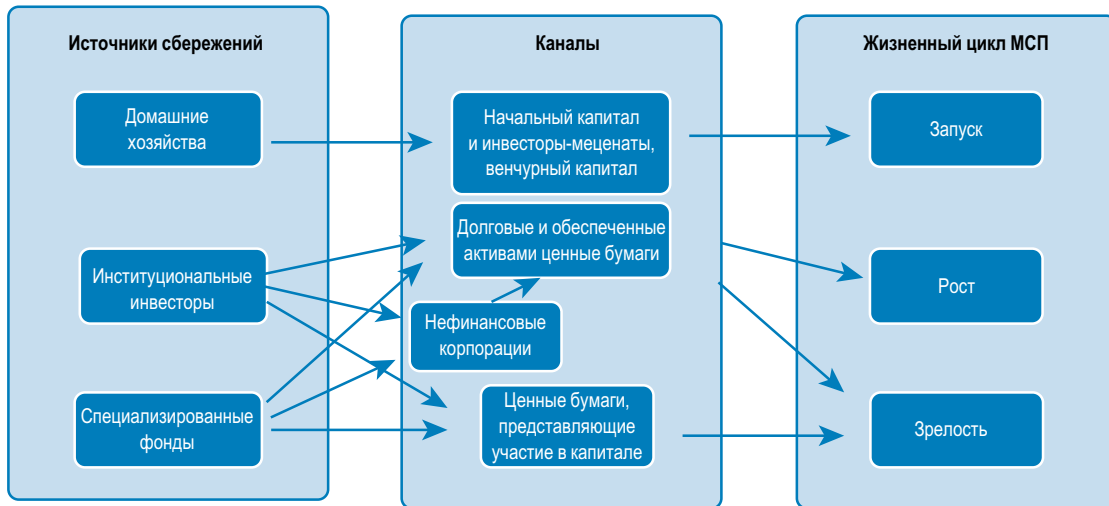 Источники сбережений
Домашние
хозяйства
Институциональные
инвесторы
Специализированные
фонды
Каналы
Начальный капитал
и инвесторы-меценаты,
венчурный капитал
Долговые и обеспеченные
активами ценные бумаги
Нефинансовые
корпорации
Ценные бумаги,
представляющие
участие в капитале
Жизненный цикл МСП
Запуск
Рост
Зрелость